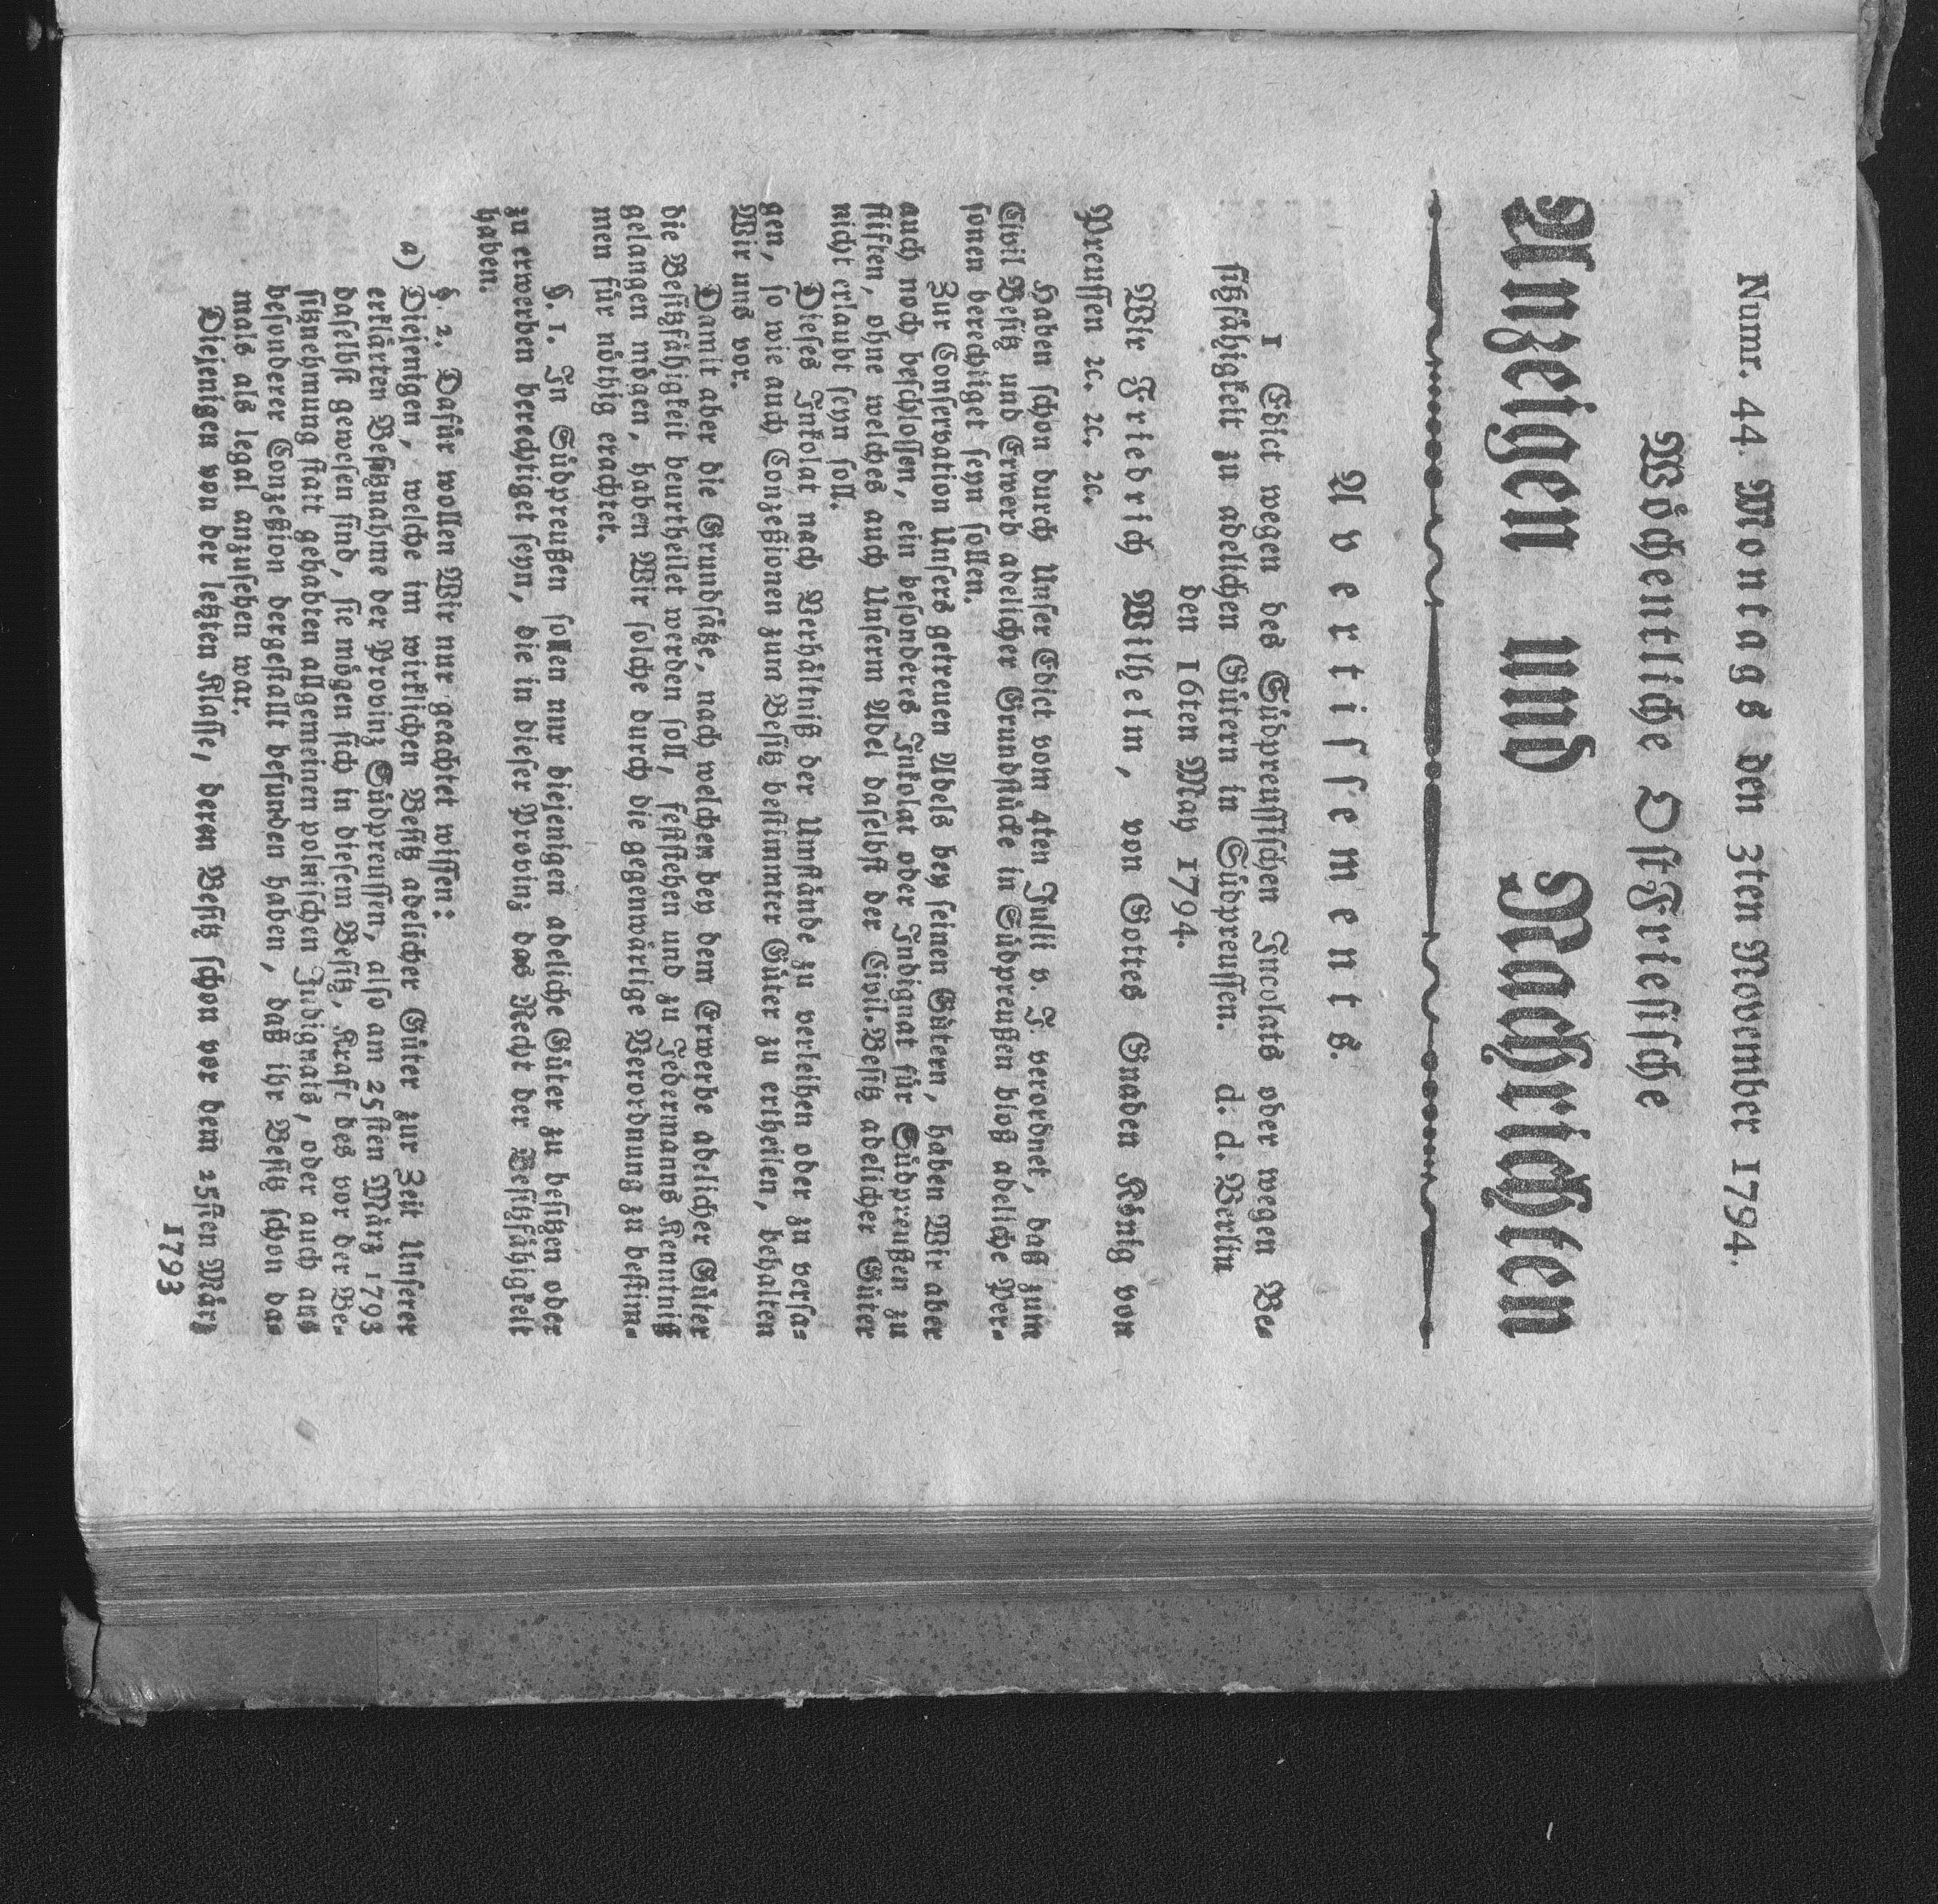 Numr. 44. Montags den 3ten November 1794.
Wöchentliche OstFriesische
Anzeigen und Nachrichten
Avertissements.
1 Edict wegen des Südpreussischen Incolats oder wegen Be-
sitzfähigkeit zu adelichen Gütern in Südpreussen. d. d. Berlin
den 16ten May 1794.
Wir Friedrich Wilhelm, von Gottes Gnaden König von
Preussen ꝛc. ꝛc. ꝛc.
Haben schon durch Unser Edict vom 4ten Julii v. J. verordnet, daß zum
Civil Besitz und Erwerb adelicher Grundstücke in Südpreußen blos adeliche Per-
sonen berechtiget seyn sollen.
Zur Conservation Unsers getreuen Adels bey seinen Gütern, haben Wir aber
auch noch beschlossen, ein besonderes Inkolat oder Indignat für Südpreußen zu
stiften, ohne welches auch Unserm Adel daselbst der Civil-Besitz adelicher Güter
nicht erlaubt seyn soll.
Dieses Inkolat nach Verhältniß der Umstände zu verleihen oder zu versa-
gen, so wie auch Conzeßionen zum Besitz bestimmter Güter zu ertheilen, behalten
Wir uns vor.
Damit aber die Grundsätze, nach welchen bey dem Erwerbe adelicher Güter
die Besitzfähigkeit beurtheilet werden soll, feststehen und zu Jedermanns Kenntniß
gelangen mögen, haben Wir solche durch die gegenwärtige Verordnung zu bestim-
men für nöthig erachtet.
§. 1. In Südpreußen sollen nur diejenigen adeliche Güter zu besitzen oder
zu erwerben berechtiget seyn, die in dieser Provinz das Recht der Besitzfähigkeit
haben.
§. 2. Dafür wollen Wir nur geachtet wissen:
a) Diejenigen, welche im wirklichen Besitz adelicher Güter zur Zeit Unserer
erklärten Besitznahme der Provinz Südpreussen, also am 25sten März 1793
daselbst gewesen sind, sie mögen sich in diesem Besitz, Kraft des vor der Be-
sitznehmung statt gehabten allgemeinen polnischen Indignats, oder auch aus
besonderer Conzeßion dergestallt befunden haben, daß ihr Besitz schon da-
mals als legal anzusehen war.
Diejenigen von der letzten Klasse, deren Besitz schon vor dem 25sten März
1793